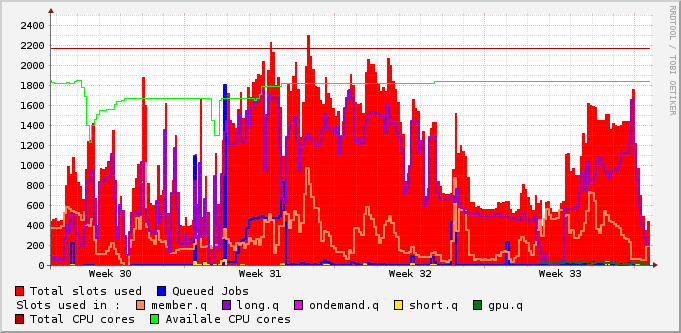 RRDTOOL / TOBI OETIKER
2400
2200
2000
1800
1600
1400
1200
1000
800
600
400
200
0
Week 30 Week 31 Week 32 Week 33
Total slots used Queued Jobs
Slots used in : member.q long.q ondemand.q short.q gpu.q
Total CPU cores Availale CPU cores